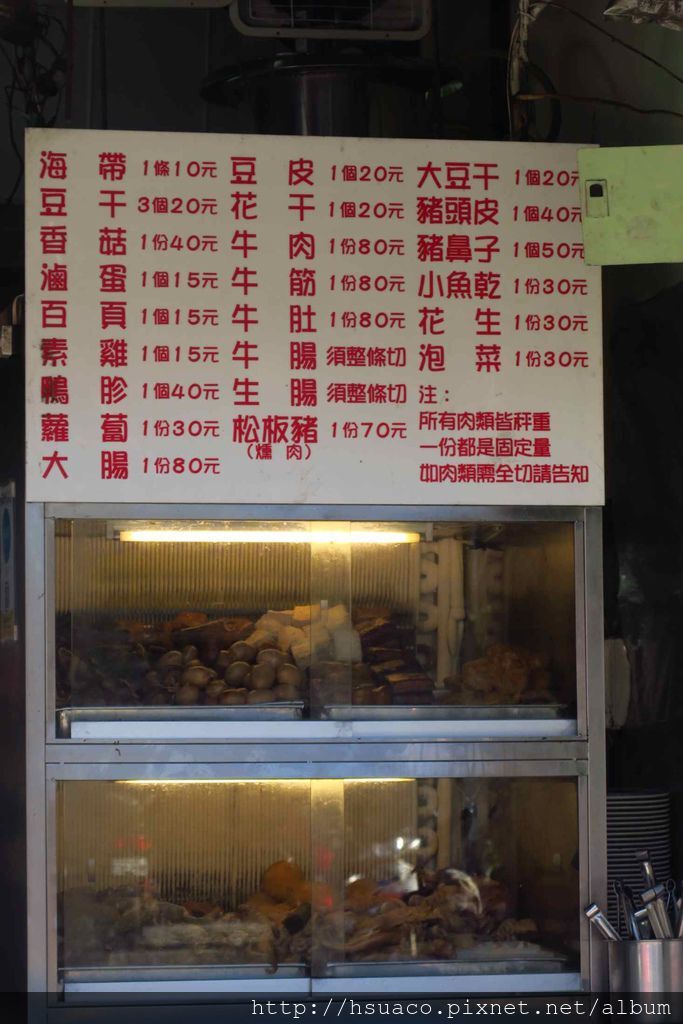 海帶 1條10元
豆干 3個20元
香菇 1份40元
滷蛋 1個15元
百頁 1個15元
素雞 1個15元
鴨胗 1個40元
蘿蔔 1份30元
大腸 1份80元
豆皮 1個20元
花干 1個20元
牛肉 1份80元
牛筋 1份80元
牛肚 1份80元
牛腸 須整條切
生腸 須整條切
松板豬 1份70元
(燻肉)
大豆干 1個20元
豬頭皮 1個40元
豬鼻子 1個50元
小魚乾 1份30元
花生 1份30元
泡菜 1份30元
注：
所有肉類皆秤重
一份都是固定量
如肉類需全切請告知
http://hsuaco.pixnet.net/album